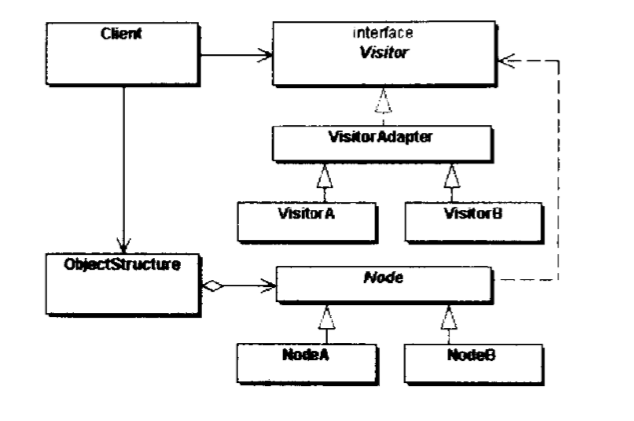 Client
interface
Visitor
VisitorAdapter
VisitorA
VisitorB
ObjectStructure
Node
NodeA
NodeB